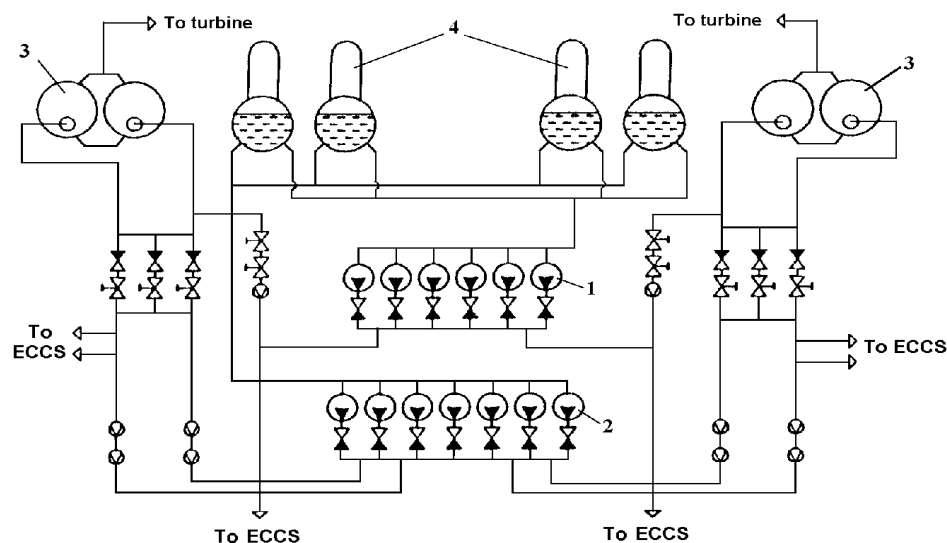 To turbine
4
To turbine
3
3
1
To
ECCS
To ECCS
2
To ECCS
To ECCS